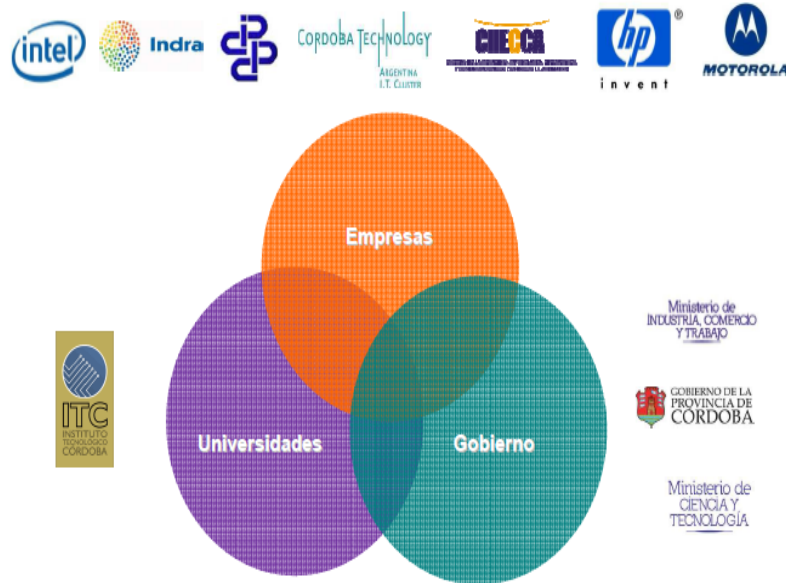 intel
Indra
CORDOBA TECHNOLOGY
ARGENTINA
I.T. CLUSTER
hp
®
invent
MOTOROLA
Empresas
Ministerio de
INDUSTRIA, COMERCIO
Y TRABAJO
ITC
INSTITUTO
TECNOLÓGICO
CÓRDOBA
GOBIERNO DE LA
PROVINCIA DE
CÓRDOBA
Universidades
Gobierno
Ministerio de
CIENCIA Y
TECNOLOGÍA